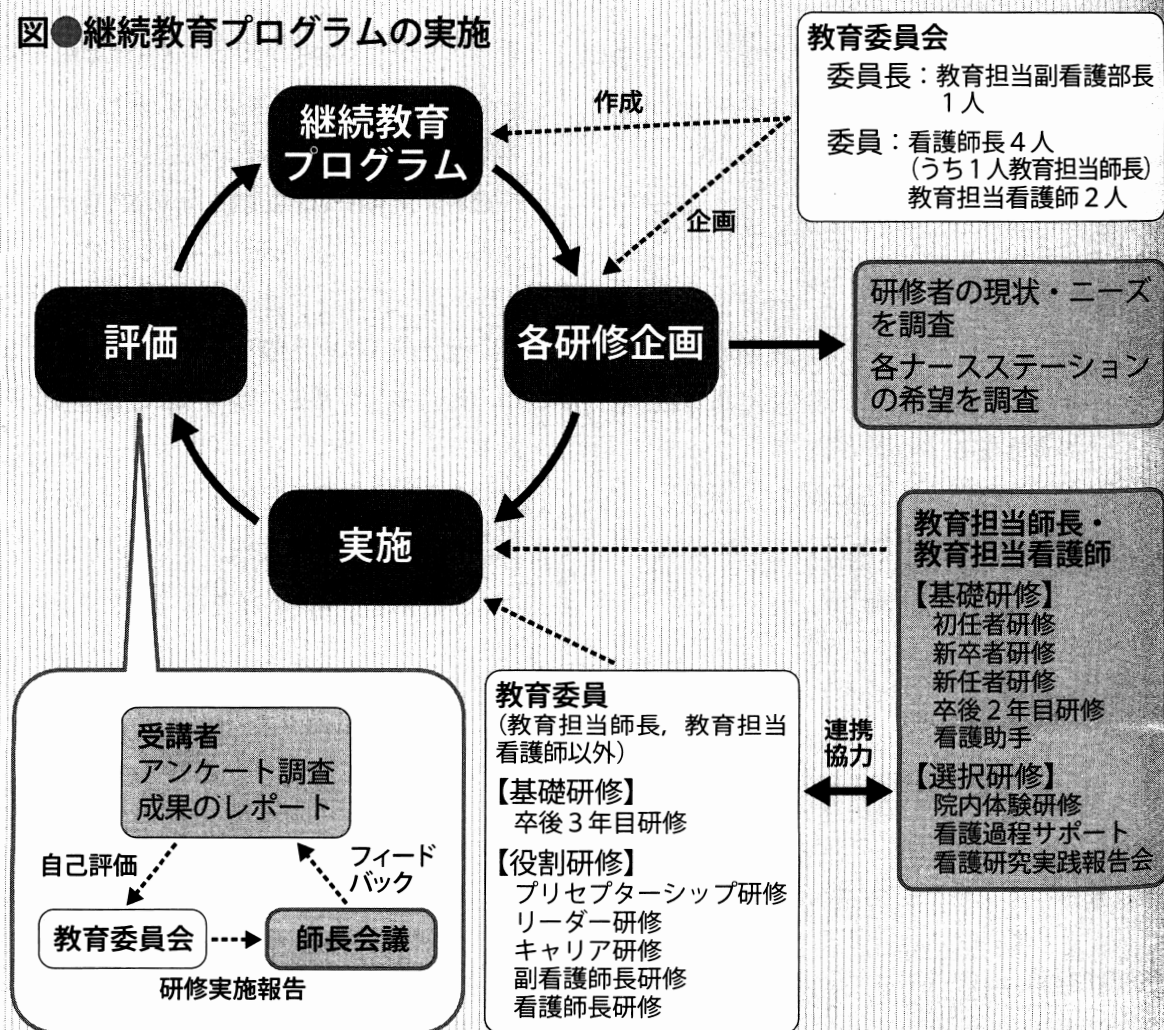 図●継続教育プログラムの実施
継続教育
プログラム
作成
企画
教育委員会
委員長：教育担当副看護部長
1人
委員：看護師長4人
(うち1人教育担当師長)
教育担当看護師2人
評価
各研修企画
研修者の現状・ニーズ
を調査
各ナースステーション
の希望を調査
実施
教育担当師長・
教育担当看護師
【基礎研修】
初任者研修
新卒者研修
新任者研修
卒後2年目研修
看護助手
【選択研修】
院内体験研修
看護過程サポート
看護研究実践報告会
連携
協力
教育委員
(教育担当師長，教育担当
看護師以外)
【基礎研修】
卒後3年目研修
【役割研修】
プリセプターシップ研修
リーダー研修
キャリア研修
副看護師長研修
看護師長研修
受講者
アンケート調査
成果のレポート
自己評価
フィード
バック
教育委員会
師長会議
研修実施報告